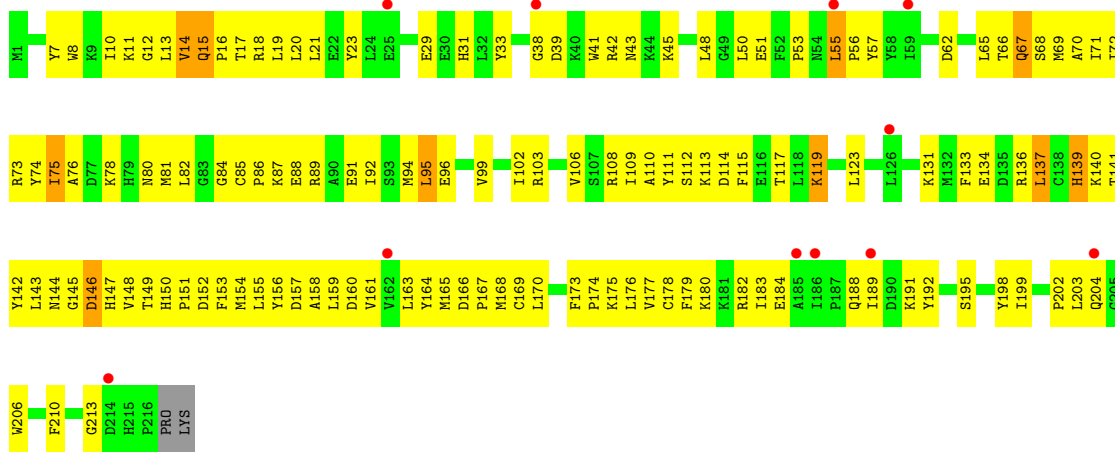 M1 Y7 W8 K9 I10 K11 G12 L13 V14 Q15 P16 T17 R18 L19 L20 L21 E22 Y23 L24 E25 E29 E30 H31 L32 Y33 G38 D39 K40 W41 R42 N43 K44 K45 L48 G49 L50 E51 F52 P53 N54 L55 P56 Y57 Y58 I59 D62 L65 T66 Q67 S68 M69 A70 I71 I72
R73 Y74 I75 A76 D77 K78 H79 N80 M81 L82 G83 G84 C85 P86 K87 E88 R89 A90 E91 I92 S93 M94 L95 E96 V99 I102 R103 V106 S107 R108 I109 A110 Y111 S112 K113 D114 F115 E116 T117 L118 K119 L123 L126 K131 M132 F133 E134 D135 R136 L137 C138 H139 K140 T141
Y142 L143 N144 G145 D146 H147 V148 T149 H150 P151 D152 F153 M154 L155 Y156 D157 A158 L159 D160 V161 V162 L163 Y164 M165 D166 P167 M168 C169 L170 F173 P174 K175 L176 V177 C178 F179 K180 K181 R182 I183 E184 A185 I186 P187 Q188 I189 D190 K191 Y192 S195 Y198 I199 P202 L203 Q204 G205
W206 F210 G213 D214 H215 P216 PRO LYS